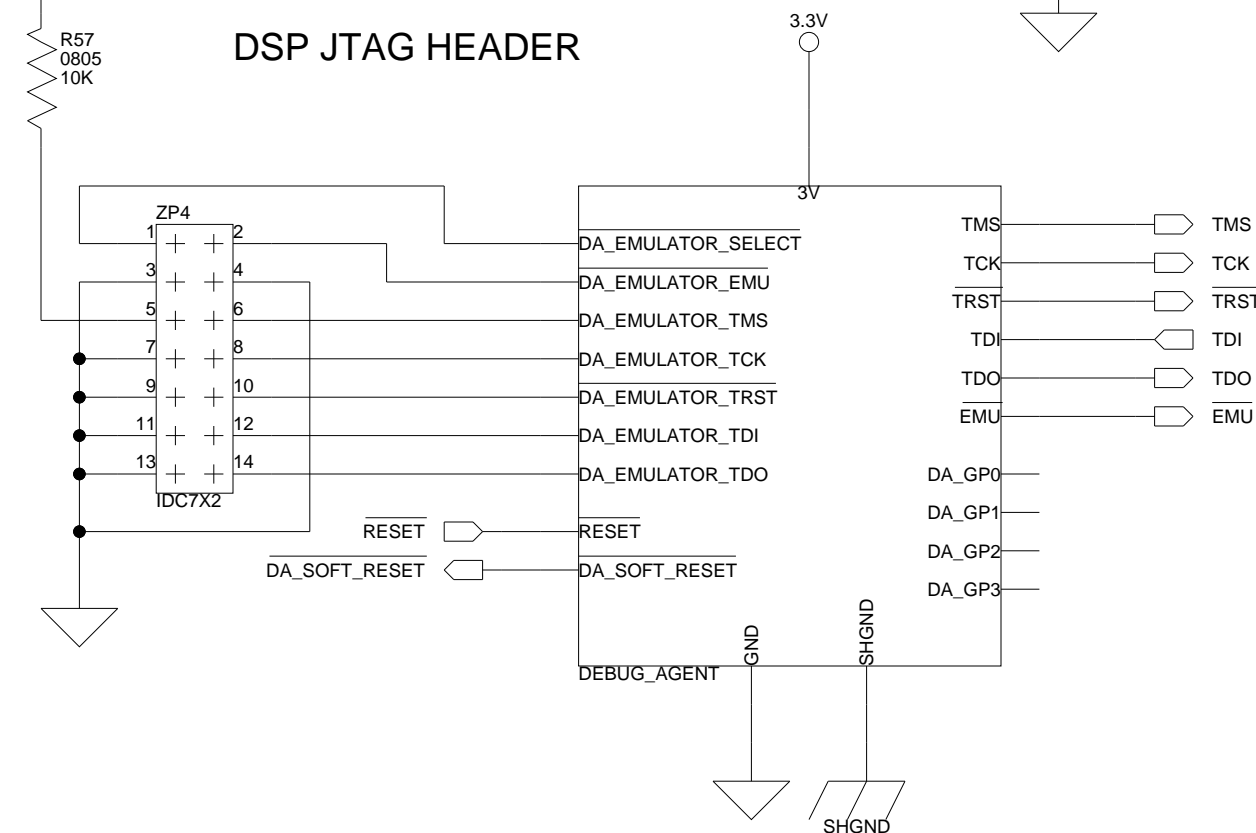 R57
0805
10K
DSP JTAG HEADER
3.3V
3V
ZP4
1 2
3 4
5 6
7 8
9 10
11 12
13 14
IDC7X2
DA_EMULATOR_SELECT
DA_EMULATOR_EMU
DA_EMULATOR_TMS
DA_EMULATOR_TCK
DA_EMULATOR_TRST
DA_EMULATOR_TDI
DA_EMULATOR_TDO
RESET RESET
DA_SOFT_RESET DA_SOFT_RESET
TMS TMS
TCK TCK
TRST TRST
TDI TDI
TDO TDO
EMU EMU
DA_GP0
DA_GP1
DA_GP2
DA_GP3
GND
SHGND
DEBUG_AGENT
SHGND